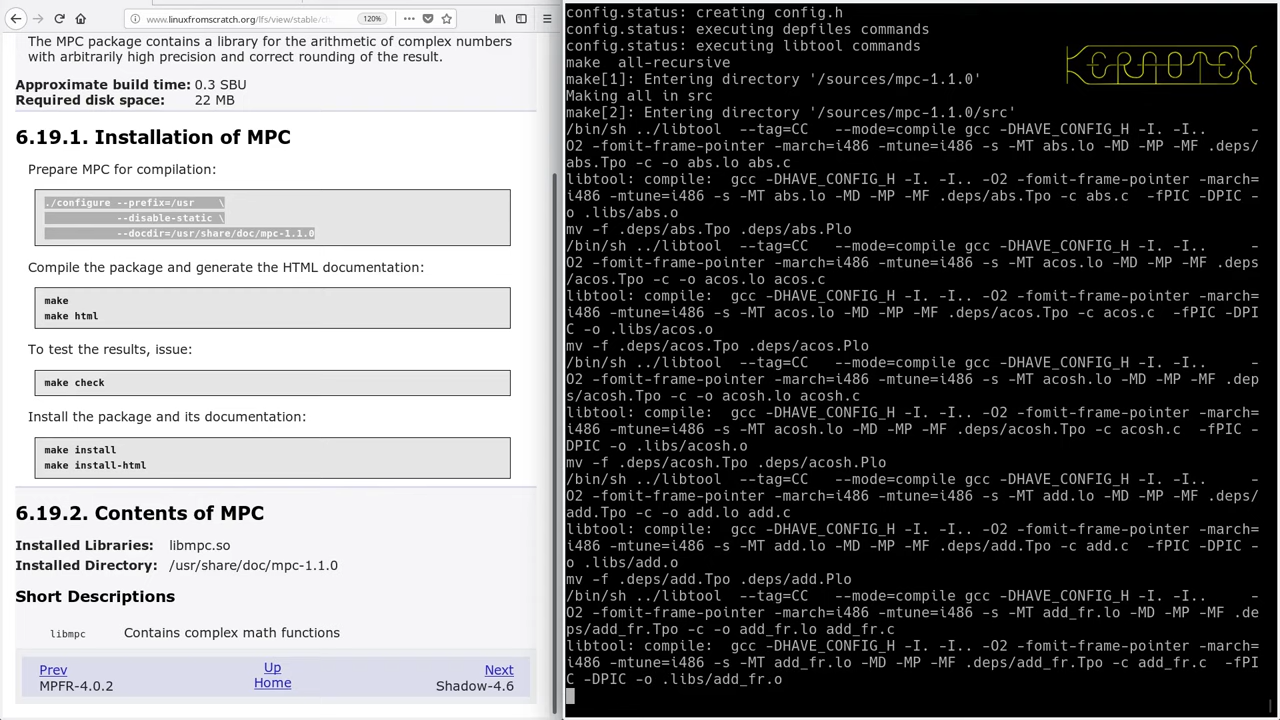 www.linuxfromscratch.org/lfs/view/stable/ch
120%
The MPC package contains a library for the arithmetic of complex numbers
with arbitrarily high precision and correct rounding of the result.
Approximate build time: 0.3 SBU
Required disk space: 22 MB
6.19.1. Installation of MPC
Prepare MPC for compilation:
./configure --prefix=/usr \
--disable-static \
--docdir=/usr/share/doc/mpc-1.1.0
Compile the package and generate the HTML documentation:
make
make html
To test the results, issue:
make check
Install the package and its documentation:
make install
make install-html
6.19.2. Contents of MPC
Installed Libraries: libmpc.so
Installed Directory: /usr/share/doc/mpc-1.1.0
Short Descriptions
libmpc Contains complex math functions
Prev Up Next
MPFR-4.0.2 Home Shadow-4.6
config.status: creating config.h
config.status: executing depfiles commands
config.status: executing libtool commands
make  all-recursive
make[1]: Entering directory '/sources/mpc-1.1.0'
Making all in src
make[2]: Entering directory '/sources/mpc-1.1.0/src'
/bin/sh ../libtool  --tag=CC   --mode=compile gcc -DHAVE_CONFIG_H -I. -I..     -
O2 -fomit-frame-pointer -march=i486 -mtune=i486 -s -MT abs.lo -MD -MP -MF .deps/
abs.Tpo -c -o abs.lo abs.c
libtool: compile:  gcc -DHAVE_CONFIG_H -I. -I.. -O2 -fomit-frame-pointer -march=
i486 -mtune=i486 -s -MT abs.lo -MD -MP -MF .deps/abs.Tpo -c abs.c  -fPIC -DPIC -
o .libs/abs.o
mv -f .deps/abs.Tpo .deps/abs.Plo
/bin/sh ../libtool  --tag=CC   --mode=compile gcc -DHAVE_CONFIG_H -I. -I..     -
O2 -fomit-frame-pointer -march=i486 -mtune=i486 -s -MT acos.lo -MD -MP -MF .deps
/acos.Tpo -c -o acos.lo acos.c
libtool: compile:  gcc -DHAVE_CONFIG_H -I. -I.. -O2 -fomit-frame-pointer -march=
i486 -mtune=i486 -s -MT acos.lo -MD -MP -MF .deps/acos.Tpo -c acos.c  -fPIC -DPI
C -o .libs/acos.o
mv -f .deps/acos.Tpo .deps/acos.Plo
/bin/sh ../libtool  --tag=CC   --mode=compile gcc -DHAVE_CONFIG_H -I. -I..     -
O2 -fomit-frame-pointer -march=i486 -mtune=i486 -s -MT acosh.lo -MD -MP -MF .dep
s/acosh.Tpo -c -o acosh.lo acosh.c
libtool: compile:  gcc -DHAVE_CONFIG_H -I. -I.. -O2 -fomit-frame-pointer -march=
i486 -mtune=i486 -s -MT acosh.lo -MD -MP -MF .deps/acosh.Tpo -c acosh.c  -fPIC -
DPIC -o .libs/acosh.o
mv -f .deps/acosh.Tpo .deps/acosh.Plo
/bin/sh ../libtool  --tag=CC   --mode=compile gcc -DHAVE_CONFIG_H -I. -I..     -
O2 -fomit-frame-pointer -march=i486 -mtune=i486 -s -MT add.lo -MD -MP -MF .deps/
add.Tpo -c -o add.lo add.c
libtool: compile:  gcc -DHAVE_CONFIG_H -I. -I.. -O2 -fomit-frame-pointer -march=
i486 -mtune=i486 -s -MT add.lo -MD -MP -MF .deps/add.Tpo -c add.c  -fPIC -DPIC -
o .libs/add.o
mv -f .deps/add.Tpo .deps/add.Plo
/bin/sh ../libtool  --tag=CC   --mode=compile gcc -DHAVE_CONFIG_H -I. -I..     -
O2 -fomit-frame-pointer -march=i486 -mtune=i486 -s -MT add_fr.lo -MD -MP -MF .de
ps/add_fr.Tpo -c -o add_fr.lo add_fr.c
libtool: compile:  gcc -DHAVE_CONFIG_H -I. -I.. -O2 -fomit-frame-pointer -march=
i486 -mtune=i486 -s -MT add_fr.lo -MD -MP -MF .deps/add_fr.Tpo -c add_fr.c  -fPI
C -DPIC -o .libs/add_fr.o